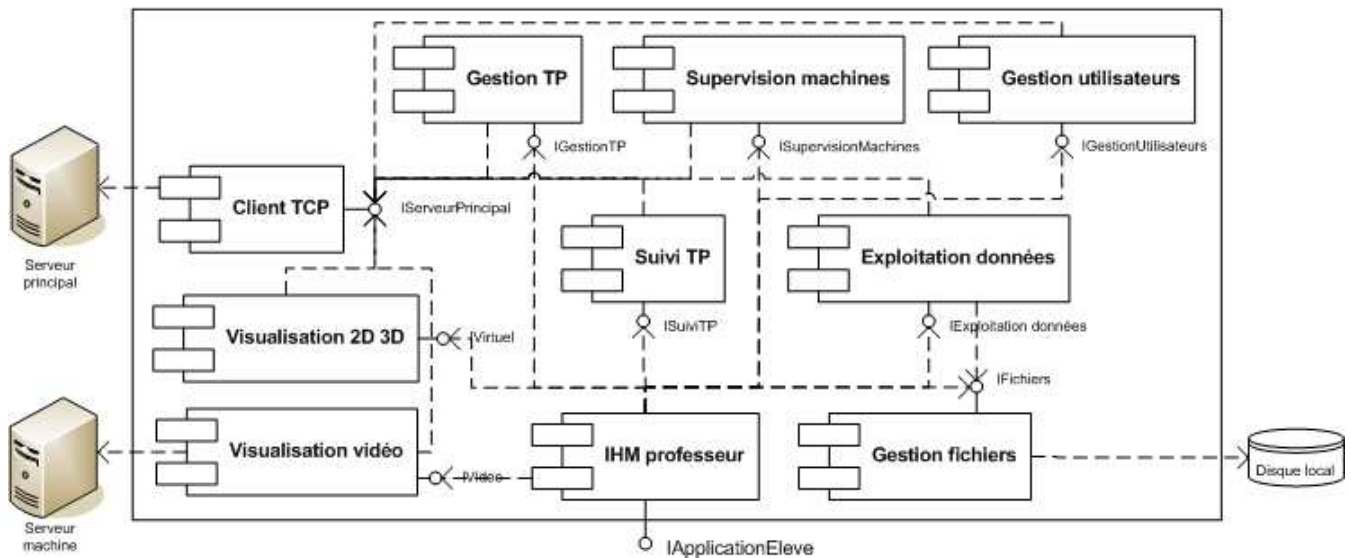 Gestion TP
Supervision machines
Gestion utilisateurs
IGestionTP
ISupervisionMachines
IGestionUtilisateurs
Client TCP
IServeurPrincipal
Serveur
principal
Suivi TP
Exploitation données
ISuiviTP
IExploitation données
Visualisation 2D 3D
IVirtuel
IFichiers
Visualisation vidéo
IHM professeur
Gestion fichiers
Disque local
IVideo
Serveur
machine
IApplicationEleve